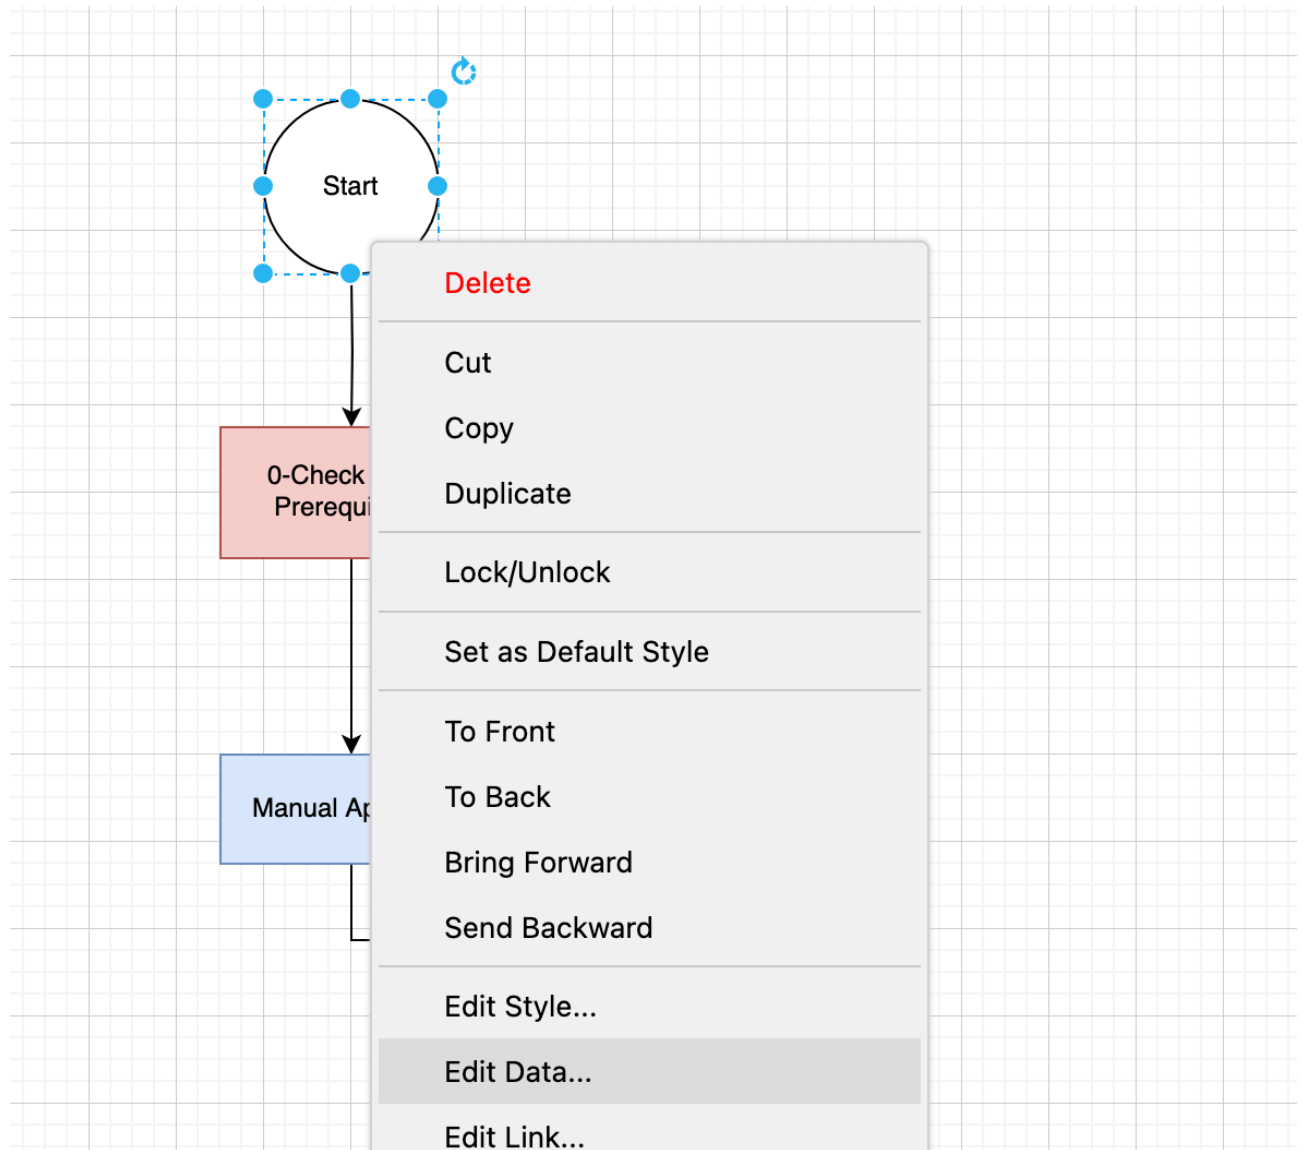 Start
Delete
Cut
Copy
0-Check
Prerequi
Duplicate
Lock/Unlock
Set as Default Style
To Front
To Back
Manual Ap
Bring Forward
Send Backward
Edit Style...
Edit Data...
Edit Link...